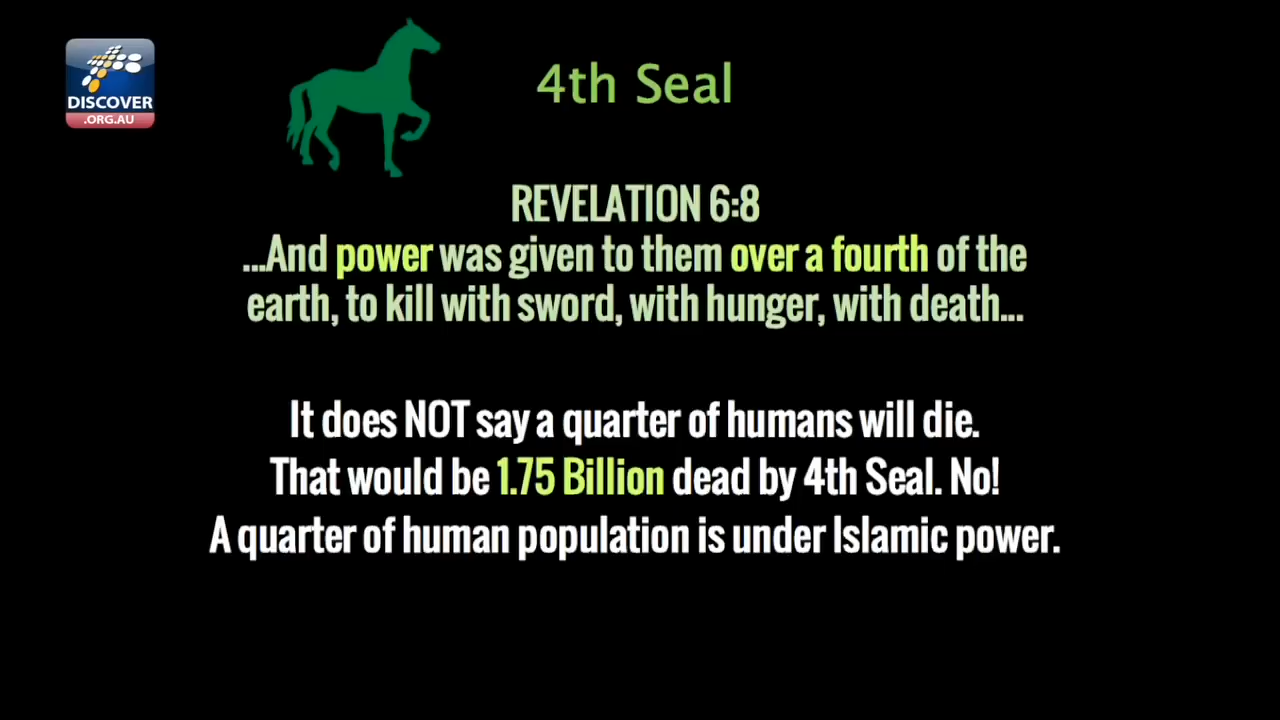 DISCOVER
.ORG.AU
4th Seal
REVELATION 6:8
...And power was given to them over a fourth of the
earth, to kill with sword, with hunger, with death...
It does NOT say a quarter of humans will die.
That would be 1.75 Billion dead by 4th Seal. No!
A quarter of human population is under Islamic power.